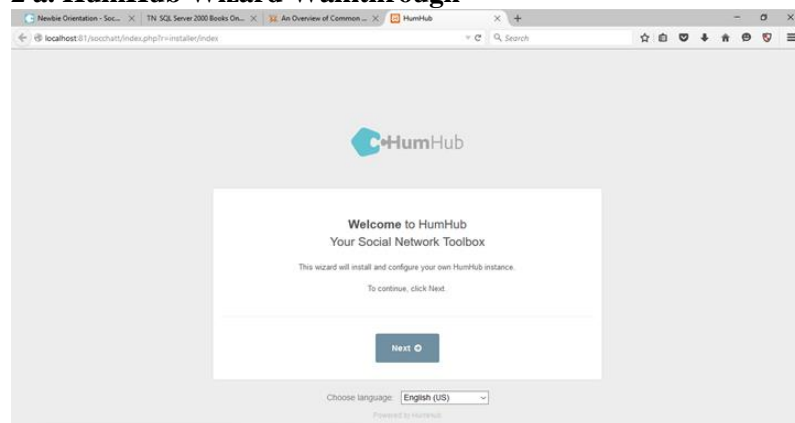 2 a. HumHub Wizard Walkthrough
Newbie Orientation - Soc... TN SQL Server 2000 Books On... An Overview of Common ... HumHub
localhost:81/socchatt/index.php?r=installer/index Search
HumHub
Welcome to HumHub
Your Social Network Toolbox
This wizard will install and configure your own HumHub instance.
To continue, click Next.
Next
Choose language: English (US)
Powered by HumHub